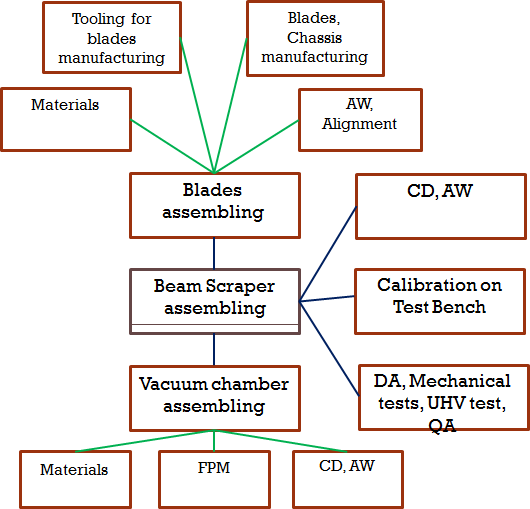 Tooling for
blades
manufacturing
Blades,
Chassis
manufacturing
Materials
AW,
Alignment
Blades
assembling
CD, AW
Beam Scraper
assembling
Calibration on
Test Bench
Vacuum chamber
assembling
DA, Mechanical
tests, UHV test,
QA
Materials
FPM
CD, AW